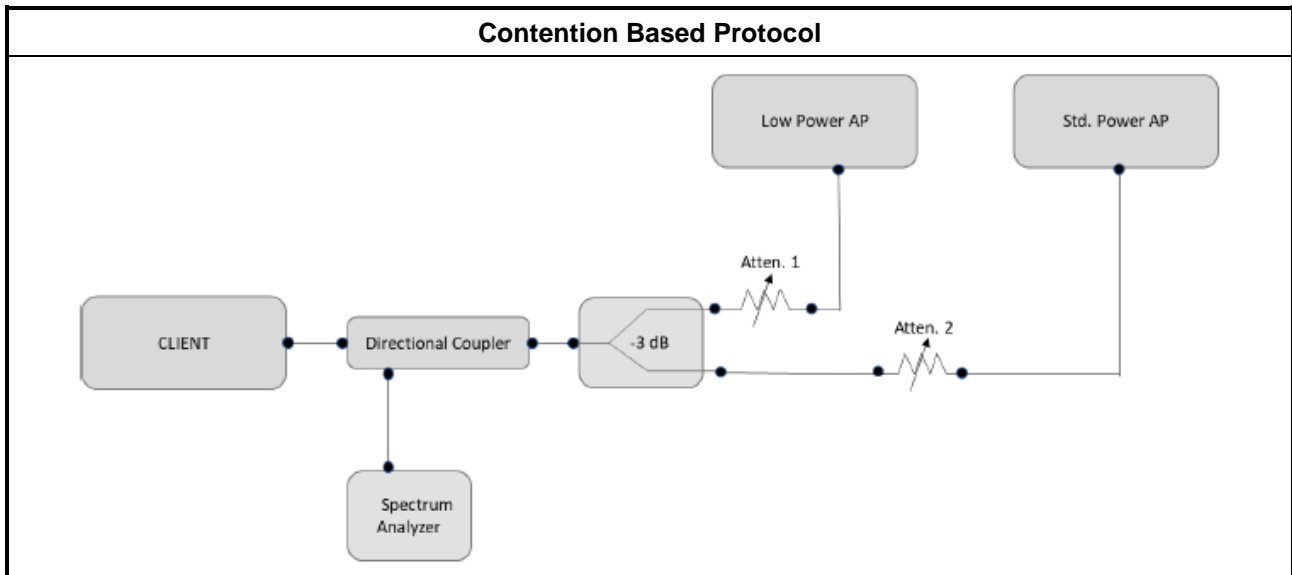 Contention Based Protocol
Low Power AP
Std. Power AP
Atten. 1
Atten. 2
CLIENT
Directional Coupler
-3 dB
Spectrum
Analyzer